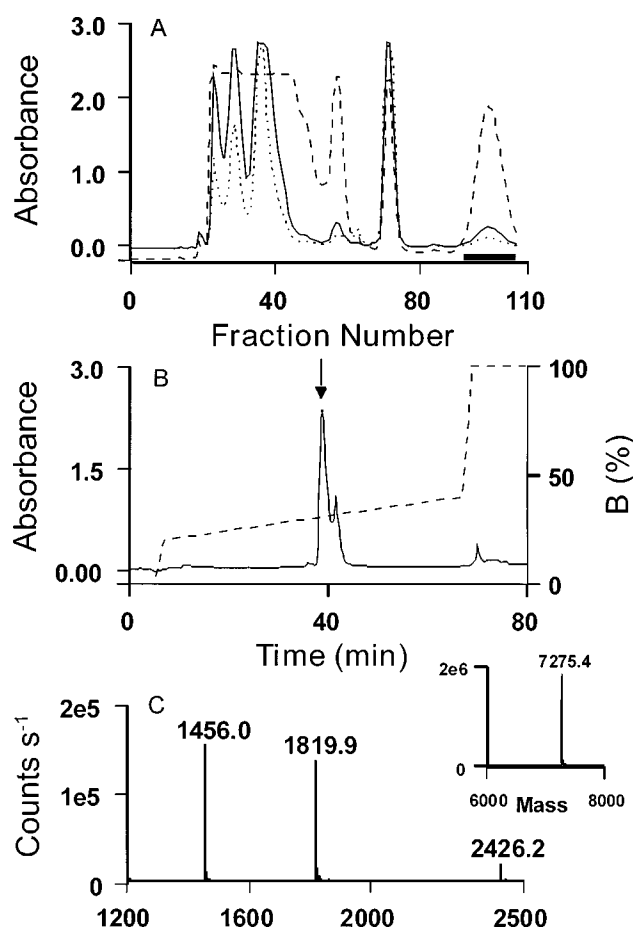 A
3.0
2.0
1.0
0.0
Absorbance
0
40
80
110
Fraction Number
B
3.0
1.5
0.00
Absorbance
100
50
0
B (%)
0
40
80
Time (min)
C
2e5
1e5
0
Counts s⁻¹
1456.0
1819.9
2426.2
1200
1600
2000
2500
2e6
0
7275.4
6000
Mass
8000